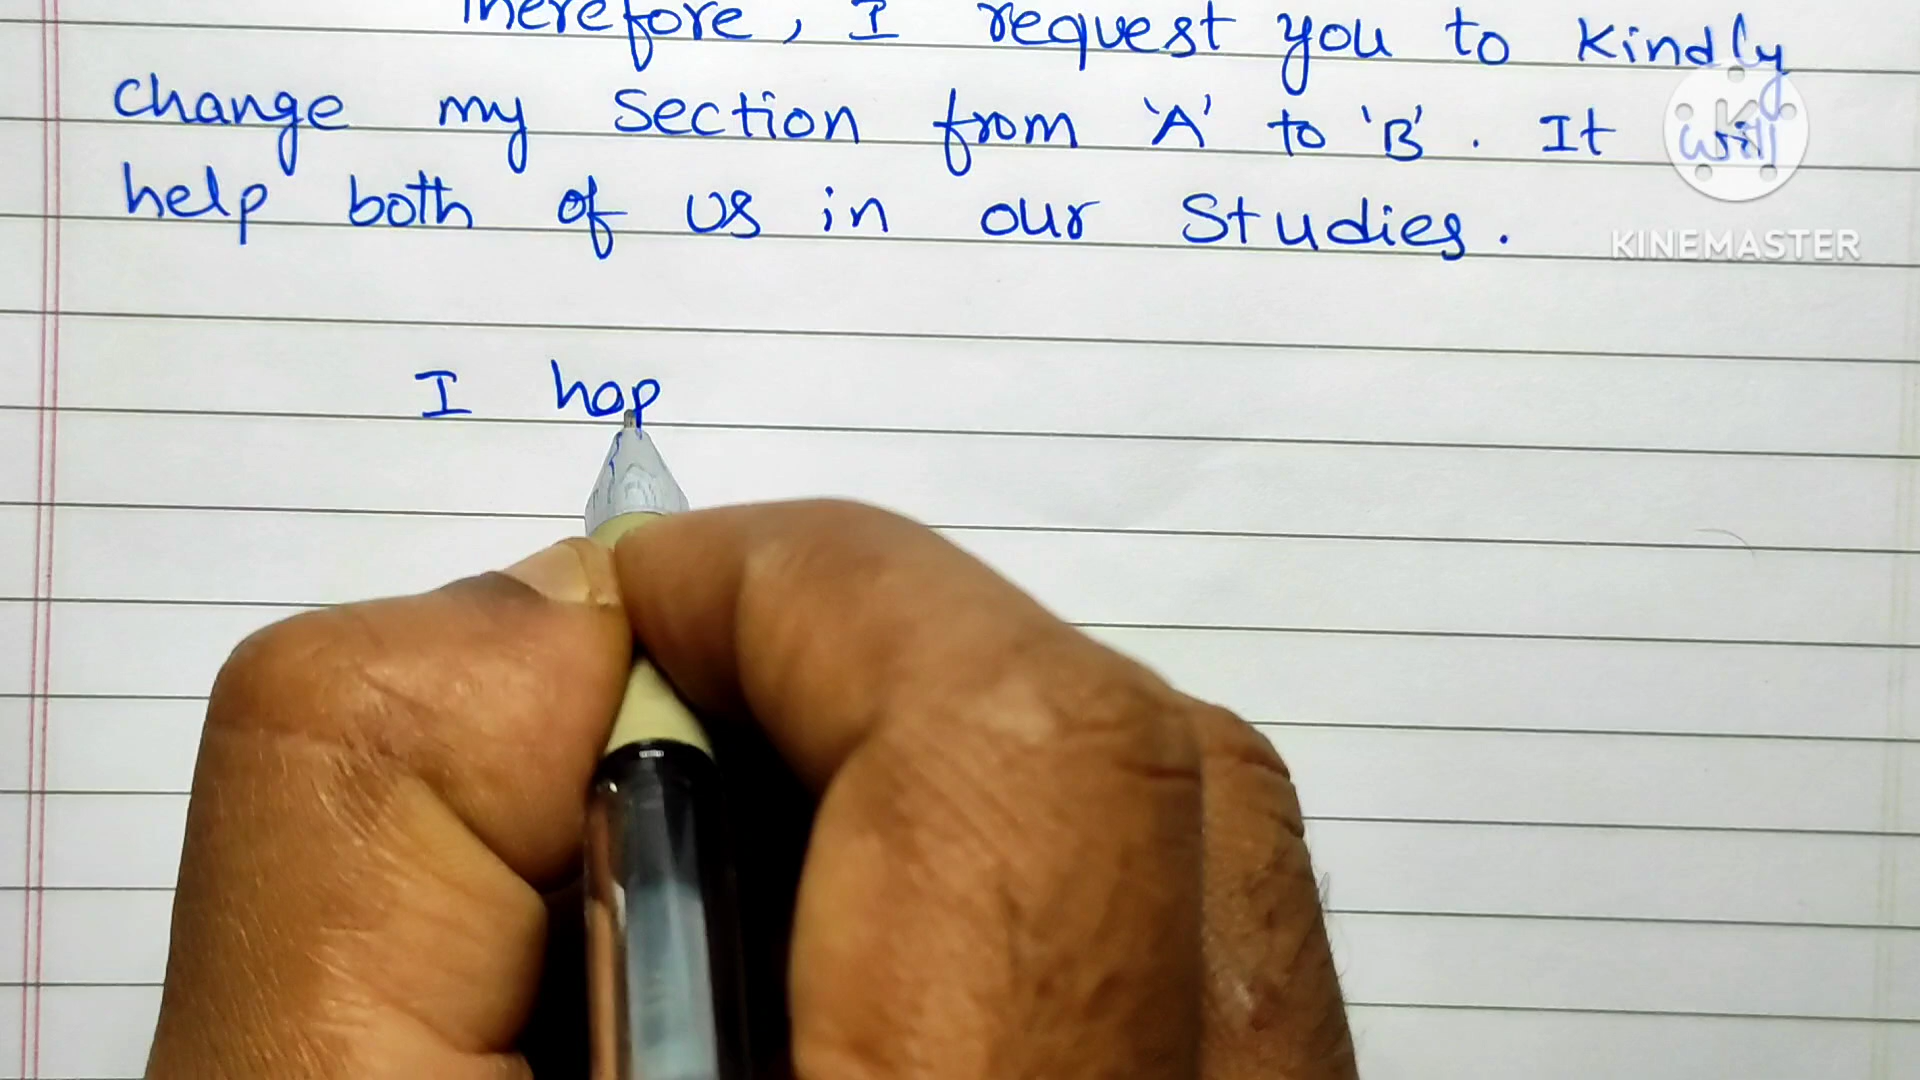 Therefore, I request you to kindly
change my Section from 'A' to 'B'. It will
help both of us in our Studies.
KINEMASTER
I hop